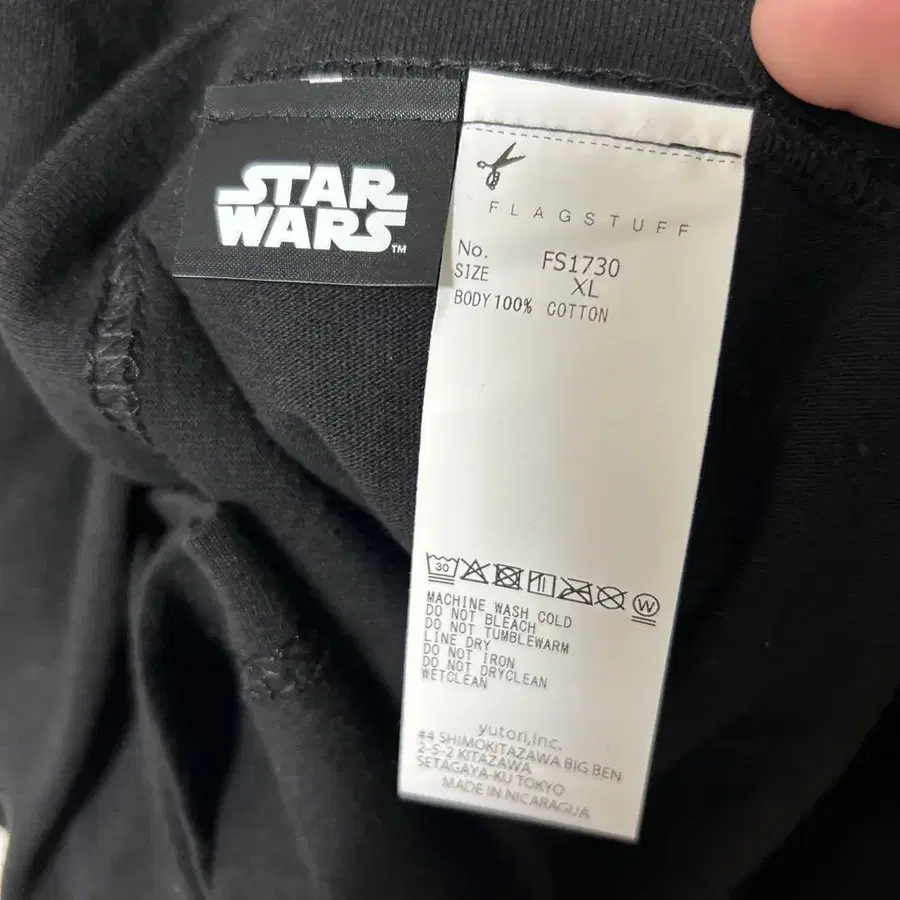 STAR
WARS
TM
FLAGSTUFF
No. FS1730
SIZE XL
BODY 100% COTTON
30
W
MACHINE WASH COLD
DO NOT BLEACH
DO NOT TUMBLEWARM
LINE DRY
DO NOT IRON
DO NOT DRYCLEAN
WETCLEAN
yutori,Inc.
#4 SHIMOKITAZAWA BIG BEN
2-5-2 KITAZAWA
SETAGAYA-KU TOKYO
MADE IN NICARAGUA